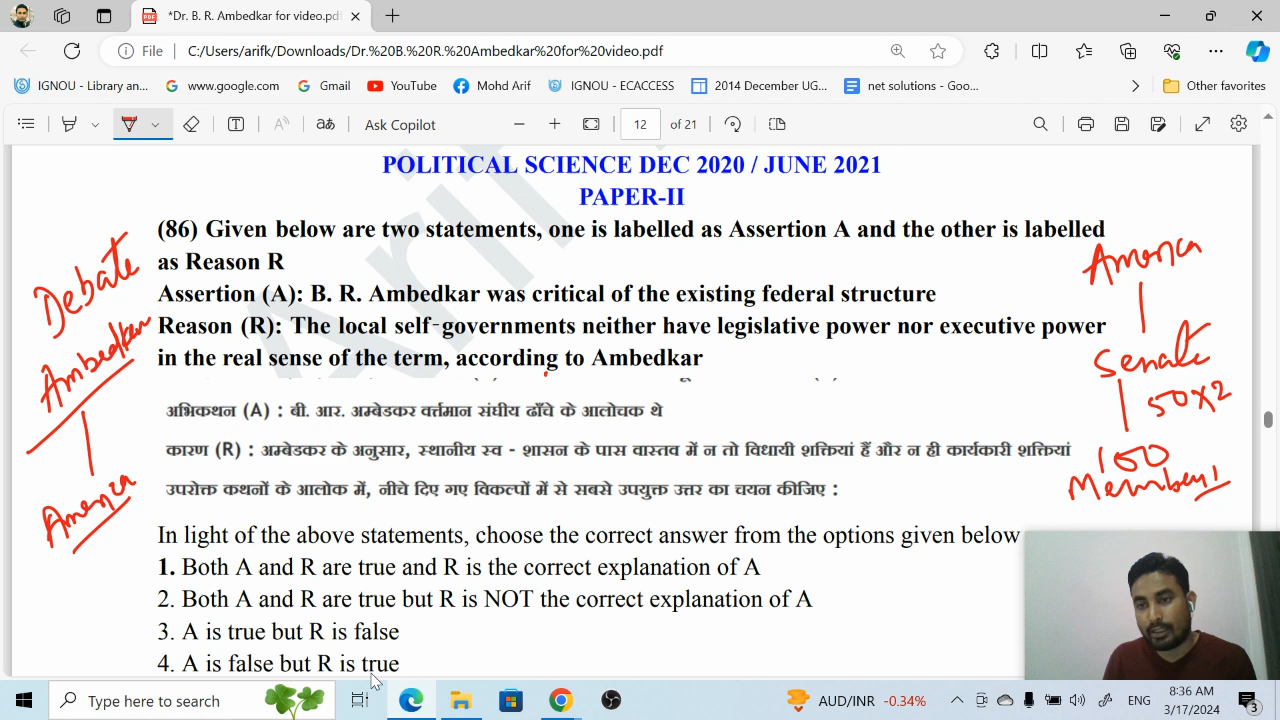 *Dr. B. R. Ambedkar for video.pdf
File C:/Users/arifk/Downloads/Dr.%20B.%20R.%20Ambedkar%20for%20video.pdf
IGNOU - Library an... www.google.com Gmail YouTube Mohd Arif IGNOU - ECACCESS 2014 December UG... net solutions - Goo... Other favorites
Ask Copilot 12 of 21
POLITICAL SCIENCE DEC 2020 / JUNE 2021
PAPER-II
(86) Given below are two statements, one is labelled as Assertion A and the other is labelled
as Reason R
Assertion (A): B. R. Ambedkar was critical of the existing federal structure
Reason (R): The local self-governments neither have legislative power nor executive power
in the real sense of the term, according to Ambedkar
अभिकथन (A) : बी. आर. अम्बेडकर वर्त्तमान संघीय ढाँचे के आलोचक थे
कारण (R) : अम्बेडकर के अनुसार, स्थानीय स्व - शासन के पास वास्तव में न तो विधायी शक्तियां हैं और न ही कार्यकारी शक्तियां
उपरोक्त कथनों के आलोक में, नीचे दिए गए विकल्पों में से सबसे उपयुक्त उत्तर का चयन कीजिए :
In light of the above statements, choose the correct answer from the options given below
1. Both A and R are true and R is the correct explanation of A
2. Both A and R are true but R is NOT the correct explanation of A
3. A is true but R is false
4. A is false but R is true
Debate
Ambedkar
America
America
Senate
50x2
100
Members
Arif
Type here to search
AUD/INR -0.34%
ENG
8:36 AM
3/17/2024
3